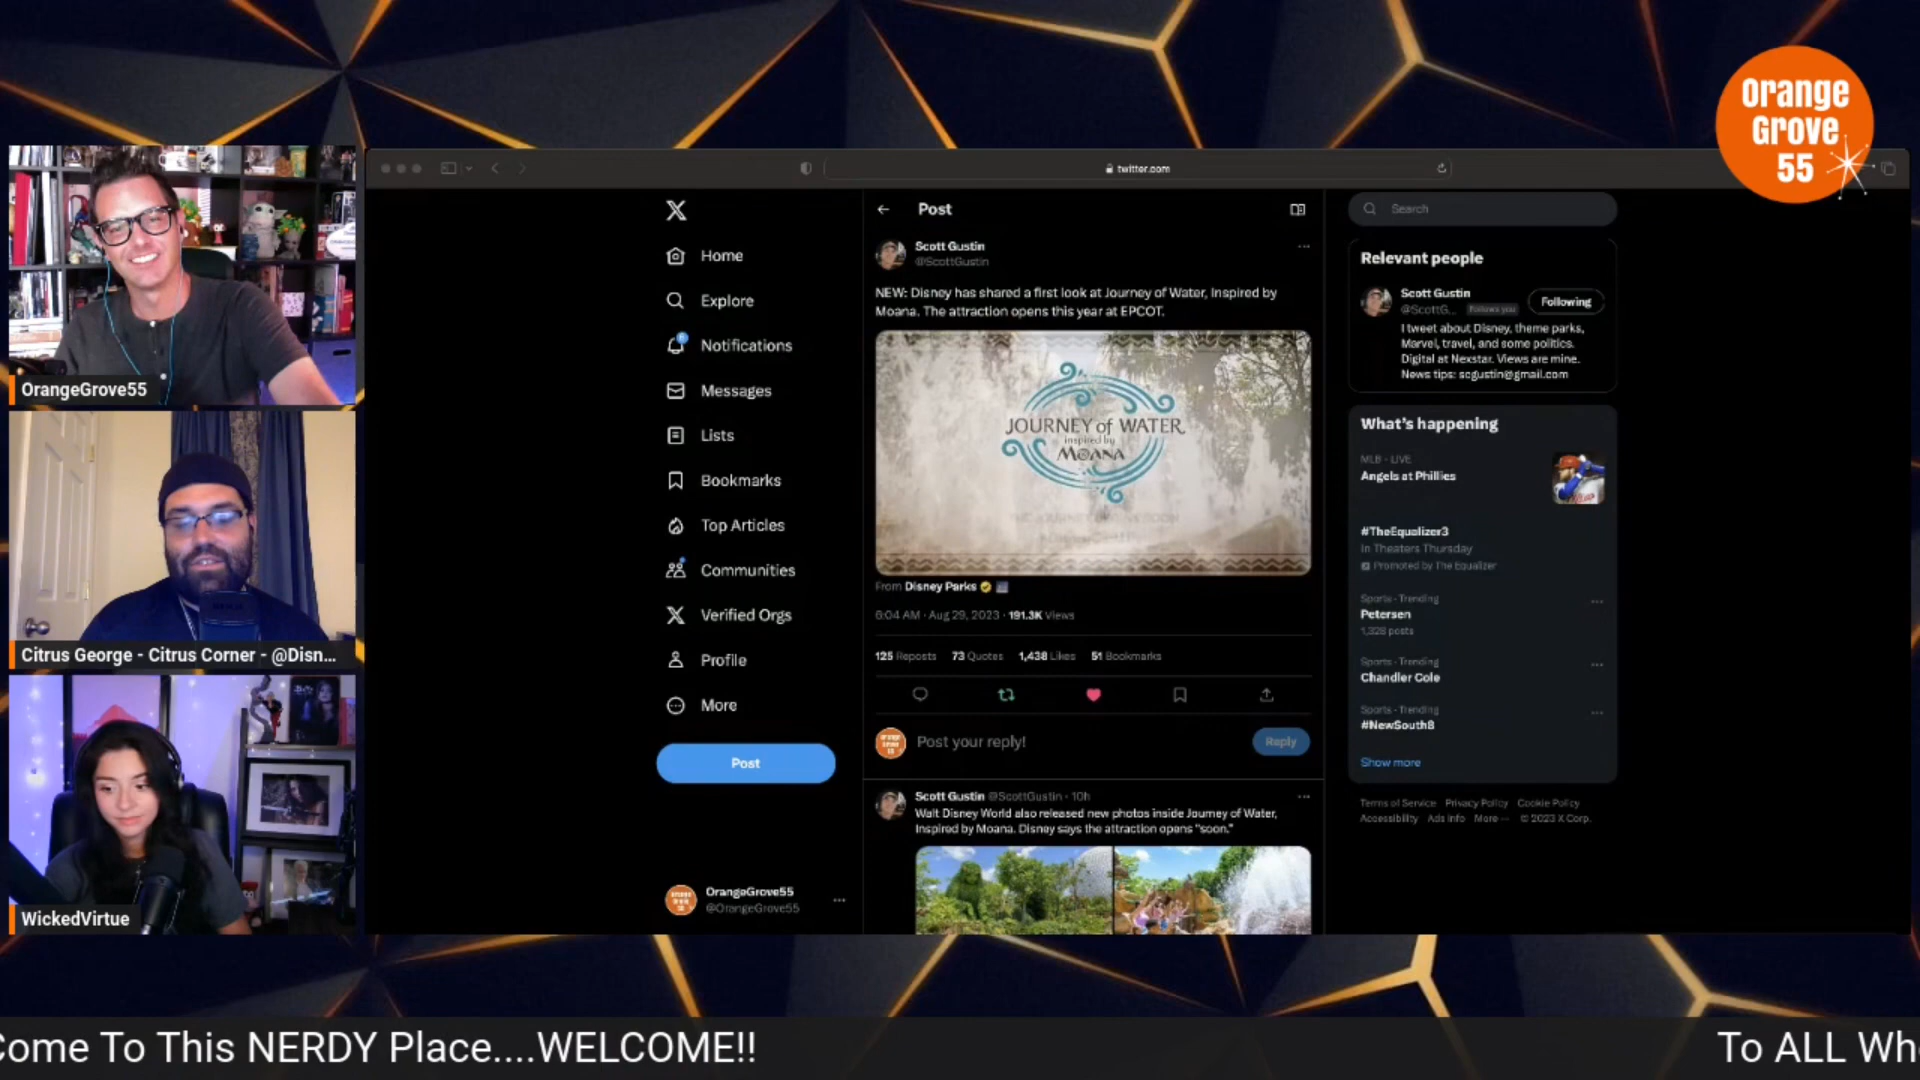 Orange
Grove
55
twitter.com
OrangeGrove55
Citrus George - Citrus Corner - @Disn...
WickedVirtue
Home
Explore
Notifications
Messages
Lists
Bookmarks
Top Articles
Communities
Verified Orgs
Profile
More
Post
OrangeGrove55
@OrangeGrove55
Post
Scott Gustin
@ScottGustin
NEW: Disney has shared a first look at Journey of Water, Inspired by
Moana. The attraction opens this year at EPCOT.
JOURNEY of WATER
inspired by
MOANA
From Disney Parks
6:04 AM · Aug 29, 2023 · 191.3K Views
125 Reposts 73 Quotes 1,438 Likes 51 Bookmarks
Post your reply!
Reply
Scott Gustin @ScottGustin · 10h
Walt Disney World also released new photos inside Journey of Water,
Inspired by Moana. Disney says the attraction opens "soon."
Search
Relevant people
Scott Gustin
@ScottG... Follows you
Following
I tweet about Disney, theme parks,
Marvel, travel, and some politics.
Digital at Nexstar. Views are mine.
News tips: scgustin@gmail.com
What's happening
MLB · LIVE
Angels at Phillies
#TheEqualizer3
In Theaters Thursday
Promoted by The Equalizer
Sports · Trending
Petersen
1,328 posts
Sports · Trending
Chandler Cole
Sports · Trending
#NewSouth8
Show more
Terms of Service Privacy Policy Cookie Policy
Accessibility Ads info More ··· © 2023 X Corp.
Come To This NERDY Place....WELCOME!!
To ALL Wh